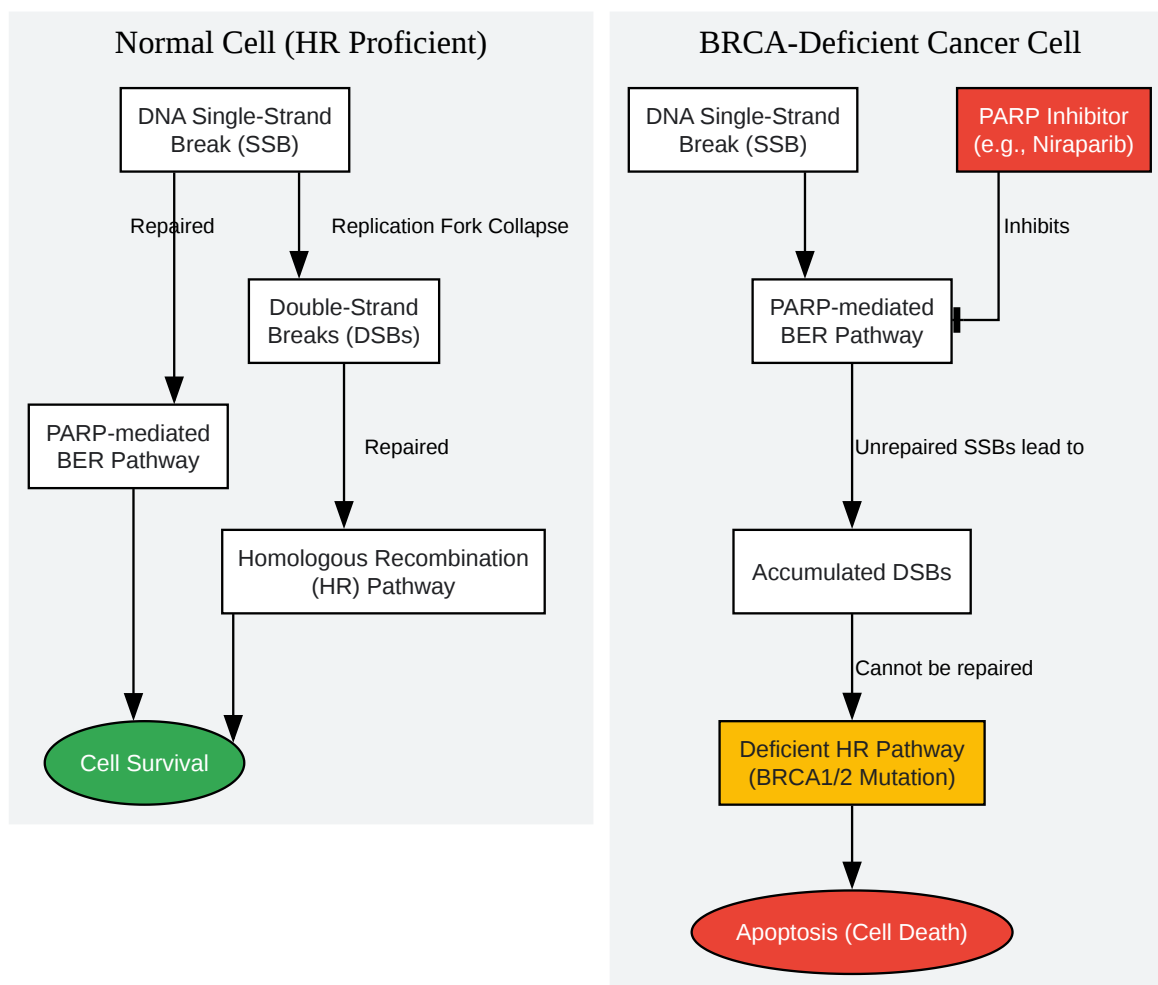 Normal Cell (HR Proficient)
DNA Single-Strand
Break (SSB)
Repaired
Replication Fork Collapse
Double-Strand
Breaks (DSBs)
PARP-mediated
BER Pathway
Repaired
Homologous Recombination
(HR) Pathway
Cell Survival
BRCA-Deficient Cancer Cell
DNA Single-Strand
Break (SSB)
PARP Inhibitor
(e.g., Niraparib)
Inhibits
PARP-mediated
BER Pathway
Unrepaired SSBs lead to
Accumulated DSBs
Cannot be repaired
Deficient HR Pathway
(BRCA1/2 Mutation)
Apoptosis (Cell Death)